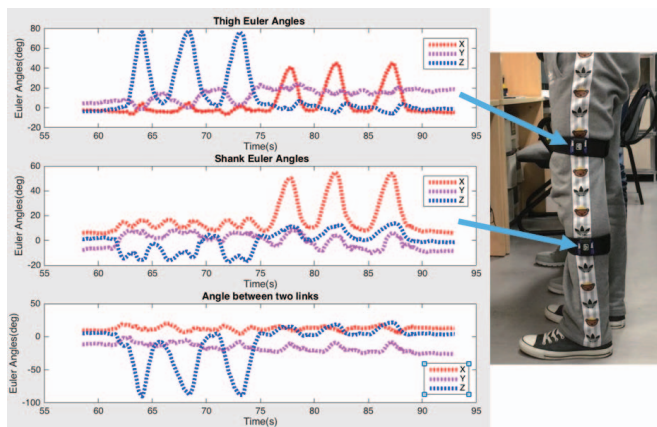 Thigh Euler Angles
Euler Angles(deg)
80
60
40
20
0
-20
X
Y
Z
55 60 65 70 75 80 85 90 95
Time(s)
Shank Euler Angles
Euler Angles(deg)
60
40
20
0
-20
X
Y
Z
55 60 65 70 75 80 85 90 95
Time(s)
Angle between two links
Euler Angles(deg)
50
0
-50
-100
X
Y
Z
55 60 65 70 75 80 85 90 95
Time(s)